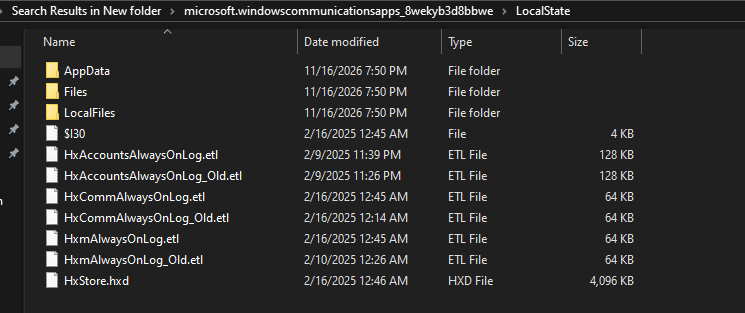 Search Results in New folder > microsoft.windowscommunicationsapps_8wekyb3d8bbwe > LocalState
Name Date modified Type Size
AppData 11/16/2026 7:50 PM File folder
Files 11/16/2026 7:50 PM File folder
LocalFiles 11/16/2026 7:50 PM File folder
$I30 2/16/2025 12:45 AM File 4 KB
HxAccountsAlwaysOnLog.etl 2/9/2025 11:39 PM ETL File 128 KB
HxAccountsAlwaysOnLog_Old.etl 2/9/2025 11:26 PM ETL File 128 KB
HxCommAlwaysOnLog.etl 2/16/2025 12:45 AM ETL File 64 KB
HxCommAlwaysOnLog_Old.etl 2/16/2025 12:14 AM ETL File 64 KB
HxmAlwaysOnLog.etl 2/16/2025 12:45 AM ETL File 64 KB
HxmAlwaysOnLog_Old.etl 2/10/2025 12:26 AM ETL File 64 KB
HxStore.hxd 2/16/2025 12:46 AM HXD File 4,096 KB